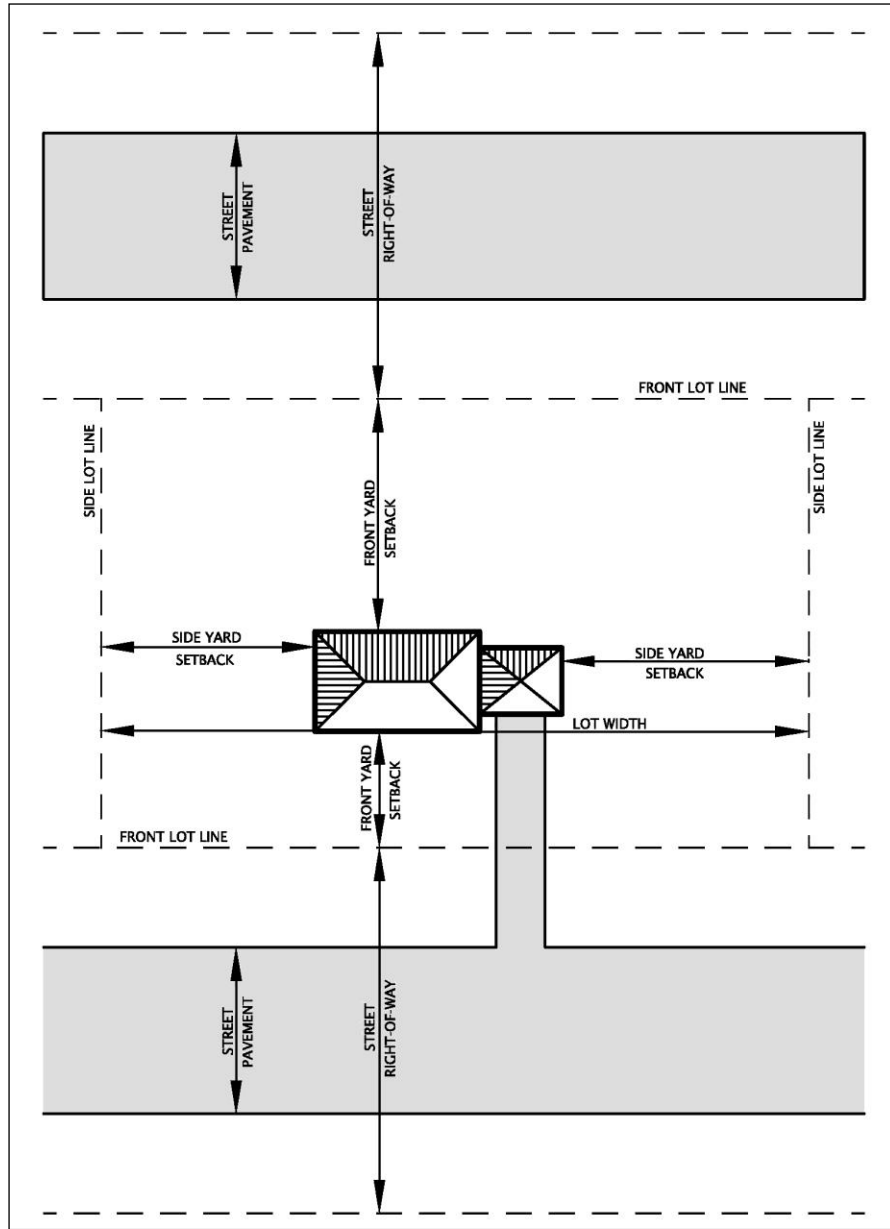 STREET
PAVEMENT
STREET
RIGHT-OF-WAY
FRONT LOT LINE
SIDE LOT LINE
SIDE LOT LINE
FRONT YARD
SETBACK
SIDE YARD
SETBACK
SIDE YARD
SETBACK
LOT WIDTH
FRONT YARD
SETBACK
FRONT LOT LINE
STREET
PAVEMENT
STREET
RIGHT-OF-WAY